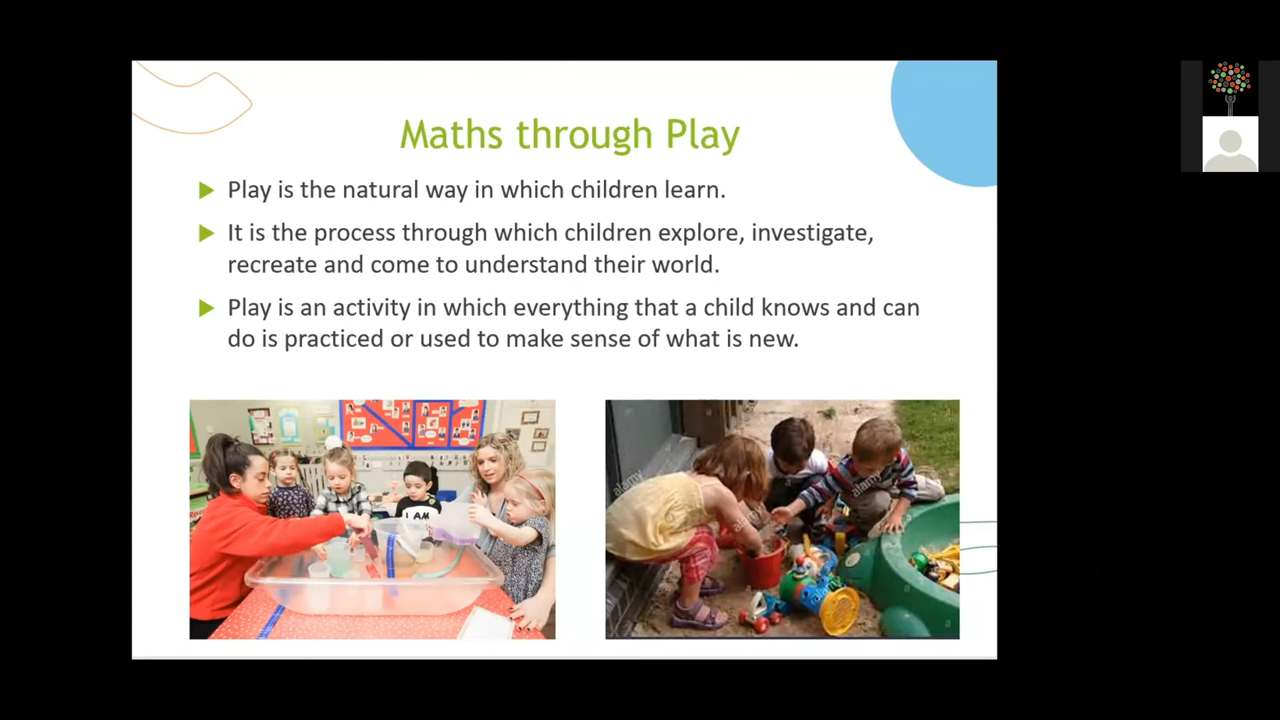 Maths through Play
Play is the natural way in which children learn.
It is the process through which children explore, investigate,
recreate and come to understand their world.
Play is an activity in which everything that a child knows and can
do is practiced or used to make sense of what is new.
I AM
alamy
alamy
alamy
a
a